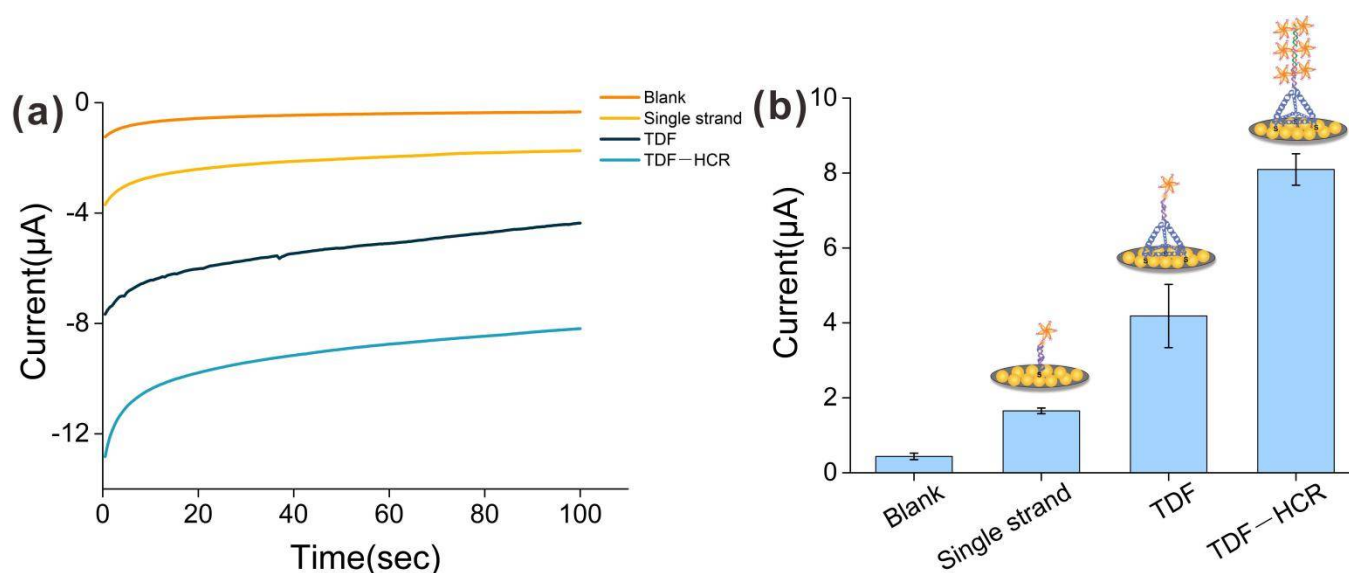 (a)
0
-4
-8
-12
Current(µA)
0
20
40
60
80
100
Time(sec)
Blank
Single strand
TDF
TDF—HCR
(b)
10
8
6
4
2
0
Current(µA)
S
S
S
S
S
Blank
Single strand
TDF
TDF—HCR